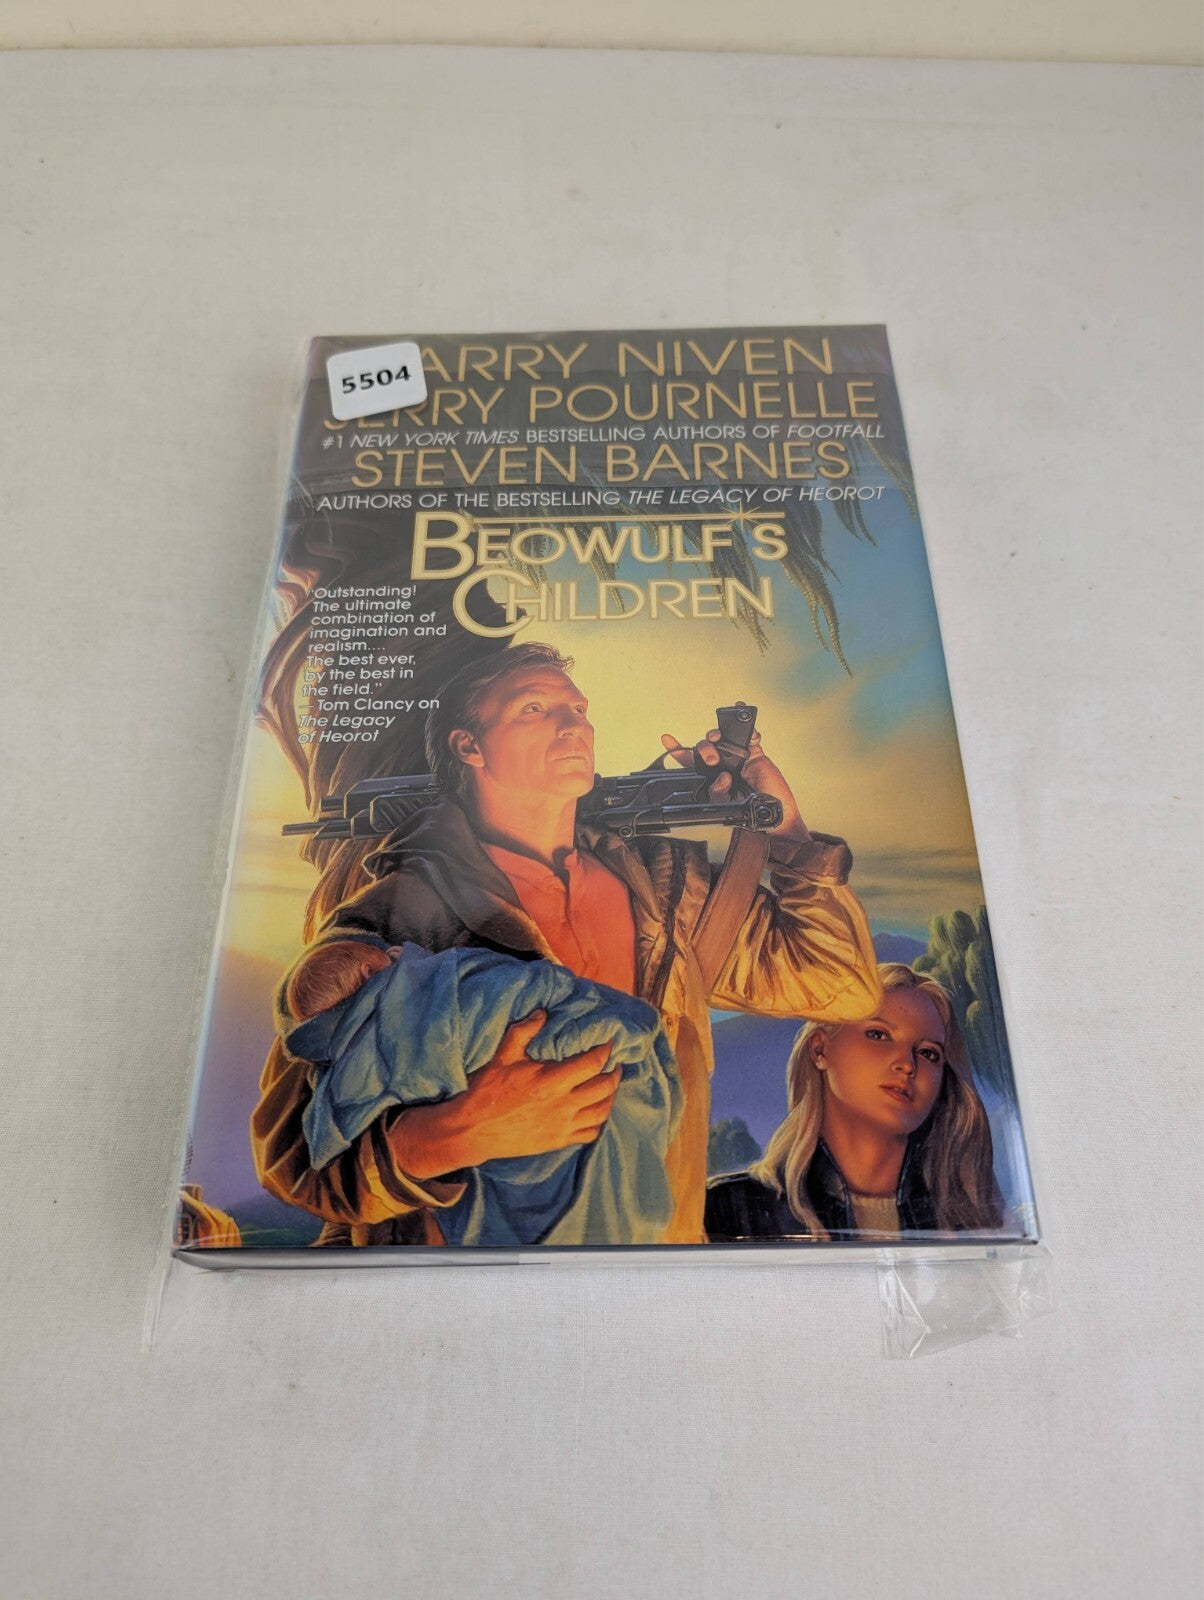 5504
ARRY NIVEN
JERRY POURNELLE
#1 NEW YORK TIMES BESTSELLING AUTHORS OF FOOTFALL
STEVEN BARNES
AUTHORS OF THE BESTSELLING THE LEGACY OF HEOROT
BEOWULF'S
CHILDREN
"Outstanding!
The ultimate
combination of
imagination and
realism....
The best ever,
by the best in
the field."
—Tom Clancy on
The Legacy
of Heorot